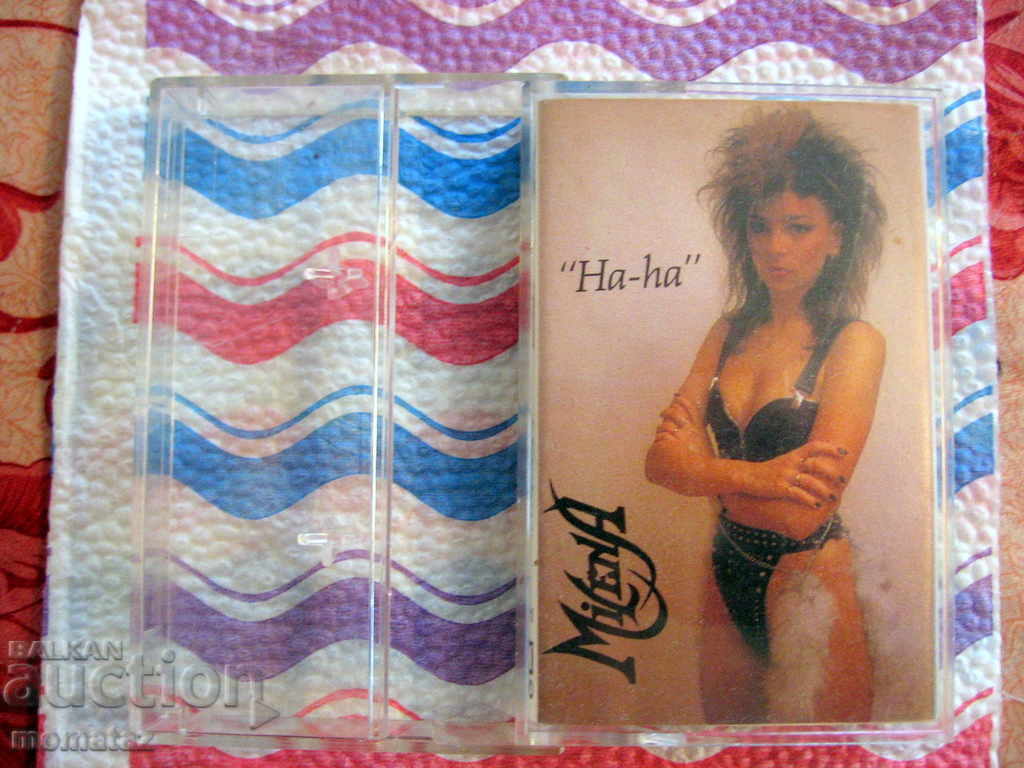 "Ha-ha"
MilenA
BALKAN
auction
momataz